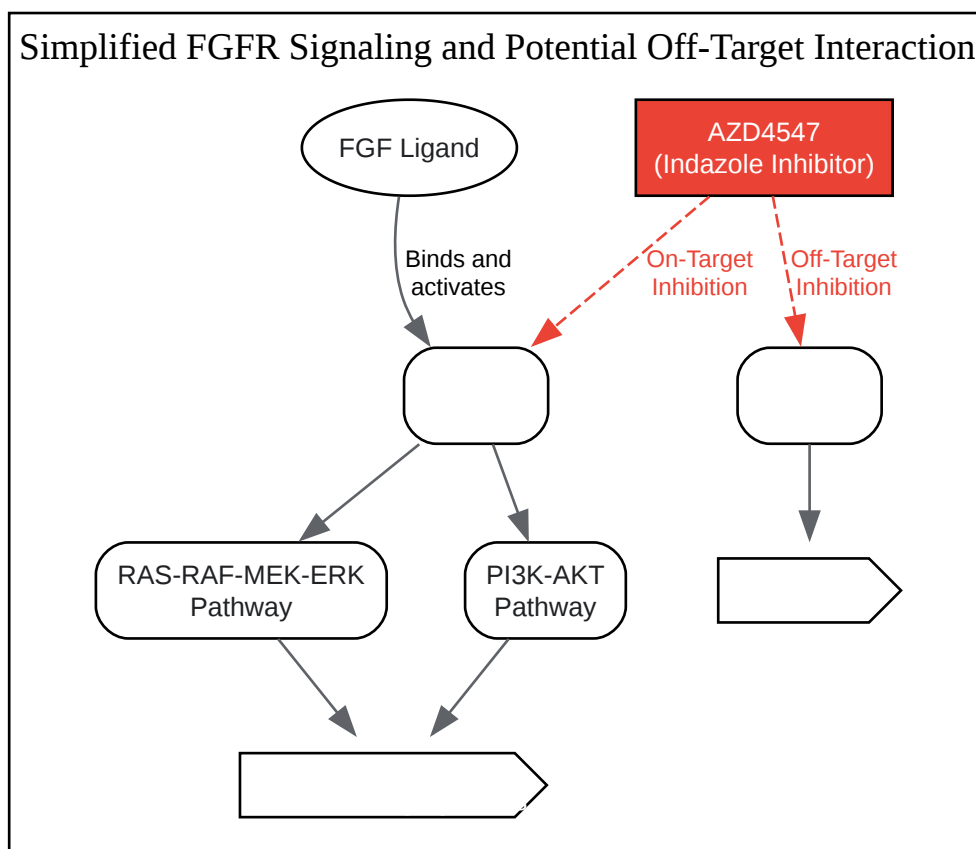 Simplified FGFR Signaling and Potential Off-Target Interaction
FGF Ligand
AZD4547
(Indazole Inhibitor)
Binds and
activates
On-Target
Inhibition
Off-Target
Inhibition
RAS-RAF-MEK-ERK
Pathway
PI3K-AKT
Pathway